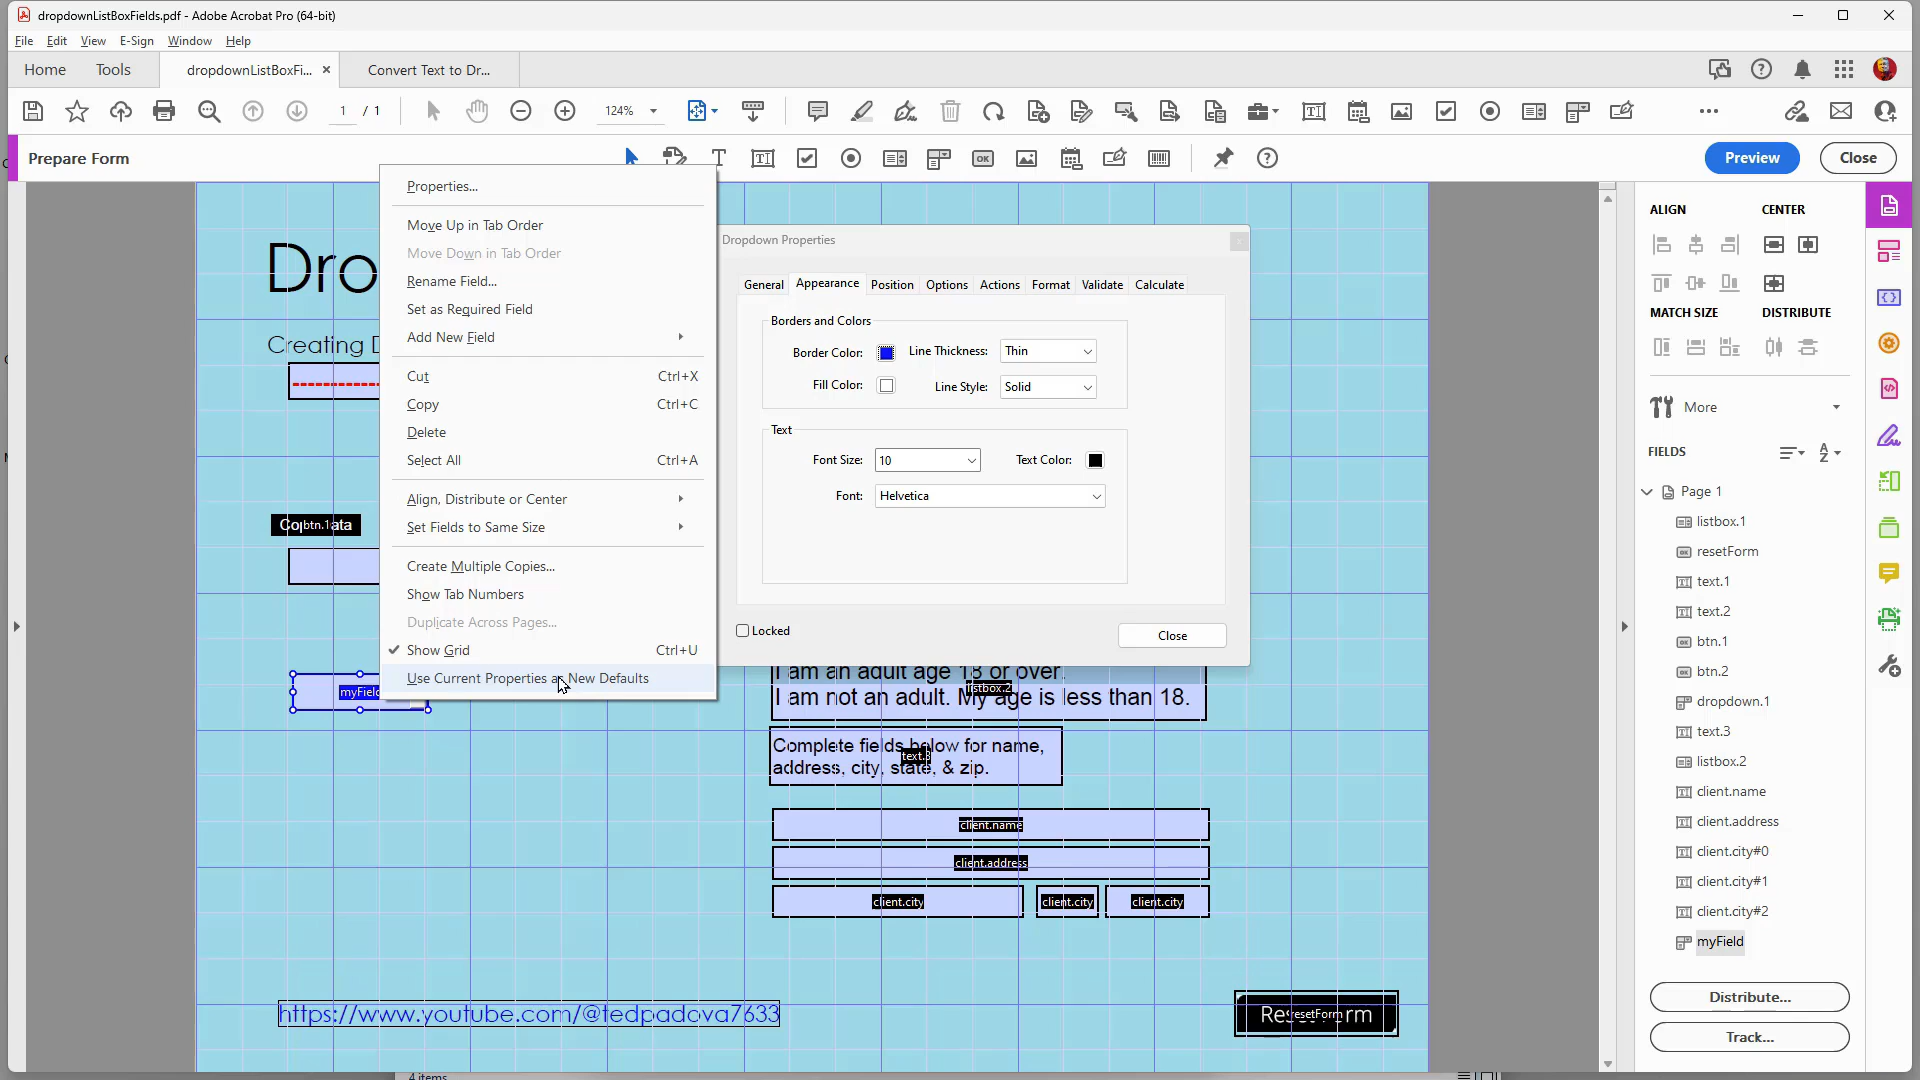 dropdownListBoxFields.pdf - Adobe Acrobat Pro (64-bit)
File Edit View E-Sign Window Help
Home Tools dropdownListBoxFi... × Convert Text to Dr...
1 / 1 124%
Prepare Form
Preview Close
Dro
Creating D
btn.1
myField
Properties...
Move Up in Tab Order
Move Down in Tab Order
Rename Field...
Set as Required Field
Add New Field
Cut Ctrl+X
Copy Ctrl+C
Delete
Select All Ctrl+A
Align, Distribute or Center
Set Fields to Same Size
Create Multiple Copies...
Show Tab Numbers
Duplicate Across Pages...
Show Grid Ctrl+U
Use Current Properties as New Defaults
Dropdown Properties
General Appearance Position Options Actions Format Validate Calculate
Borders and Colors
Border Color: Line Thickness: Thin
Fill Color: Line Style: Solid
Text
Font Size: 10 Text Color:
Font: Helvetica
Locked
Close
I am an adult age 18 or over.
listbox.2
I am not an adult. My age is less than 18.
Complete fields below for name,
text.3
address, city, state, & zip.
client.name
client.address
client.city client.city client.city
https://www.youtube.com/@tedpadova7633
Reset Form
resetForm
ALIGN CENTER
MATCH SIZE DISTRIBUTE
More
FIELDS
Page 1
listbox.1
resetForm
text.1
text.2
btn.1
btn.2
dropdown.1
text.3
listbox.2
client.name
client.address
client.city#0
client.city#1
client.city#2
myField
Distribute...
Track...
4 items